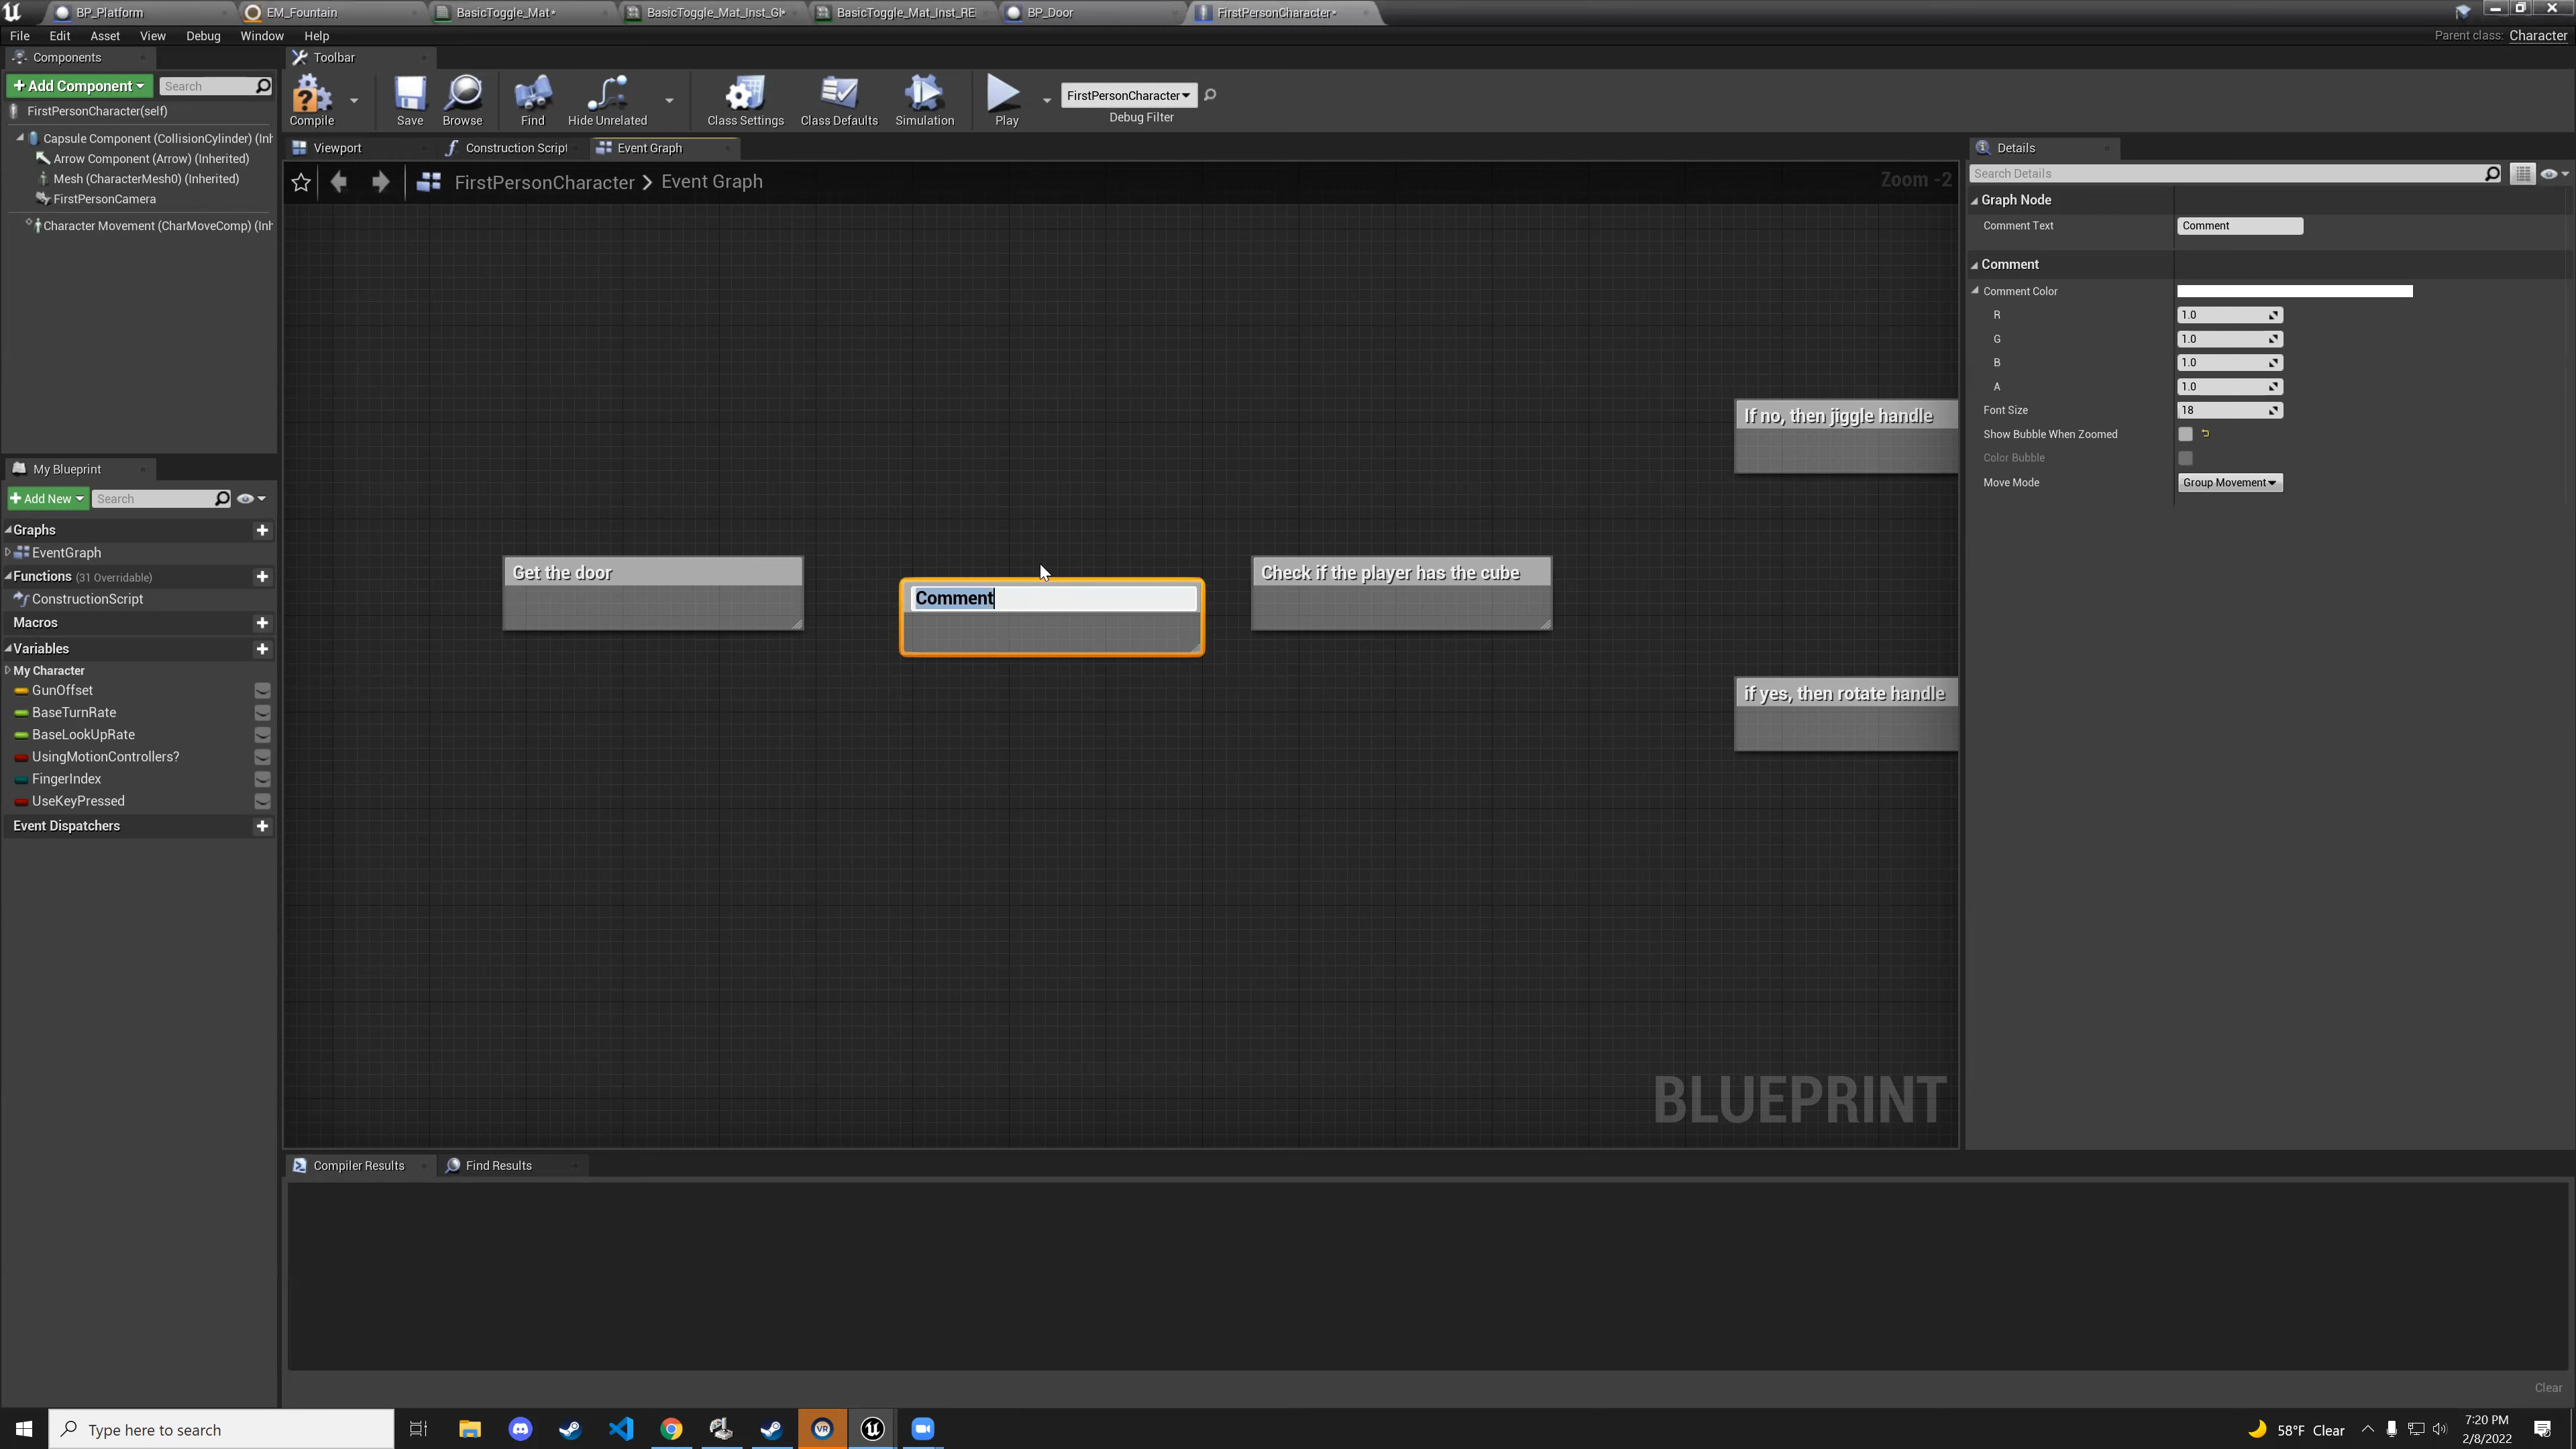 BP_Platform
EM_Fountain
BasicToggle_Mat*
BasicToggle_Mat_Inst_Gl*
BasicToggle_Mat_Inst_RE
BP_Door
FirstPersonCharacter*
File Edit Asset View Debug Window Help
Parent class: Character
Components
Toolbar
+ Add Component
Search
FirstPersonCharacter(self)
Capsule Component (CollisionCylinder) (Inh
Arrow Component (Arrow) (Inherited)
Mesh (CharacterMesh0) (Inherited)
FirstPersonCamera
Character Movement (CharMoveComp) (Inh
Compile
Save
Browse
Find
Hide Unrelated
Class Settings
Class Defaults
Simulation
Play
FirstPersonCharacter
Debug Filter
Viewport
Construction Script
Event Graph
FirstPersonCharacter > Event Graph
Zoom -2
If no, then jiggle handle
Get the door
Comment
Check if the player has the cube
if yes, then rotate handle
BLUEPRINT
My Blueprint
+ Add New
Search
Graphs
EventGraph
Functions (31 Overridable)
ConstructionScript
Macros
Variables
My Character
GunOffset
BaseTurnRate
BaseLookUpRate
UsingMotionControllers?
FingerIndex
UseKeyPressed
Event Dispatchers
Details
Search Details
Graph Node
Comment Text
Comment
Comment
Comment Color
R 1.0
G 1.0
B 1.0
A 1.0
Font Size 18
Show Bubble When Zoomed
Color Bubble
Move Mode Group Movement
Compiler Results
Find Results
Clear
Type here to search
VR
58°F Clear
7:20 PM
2/8/2022